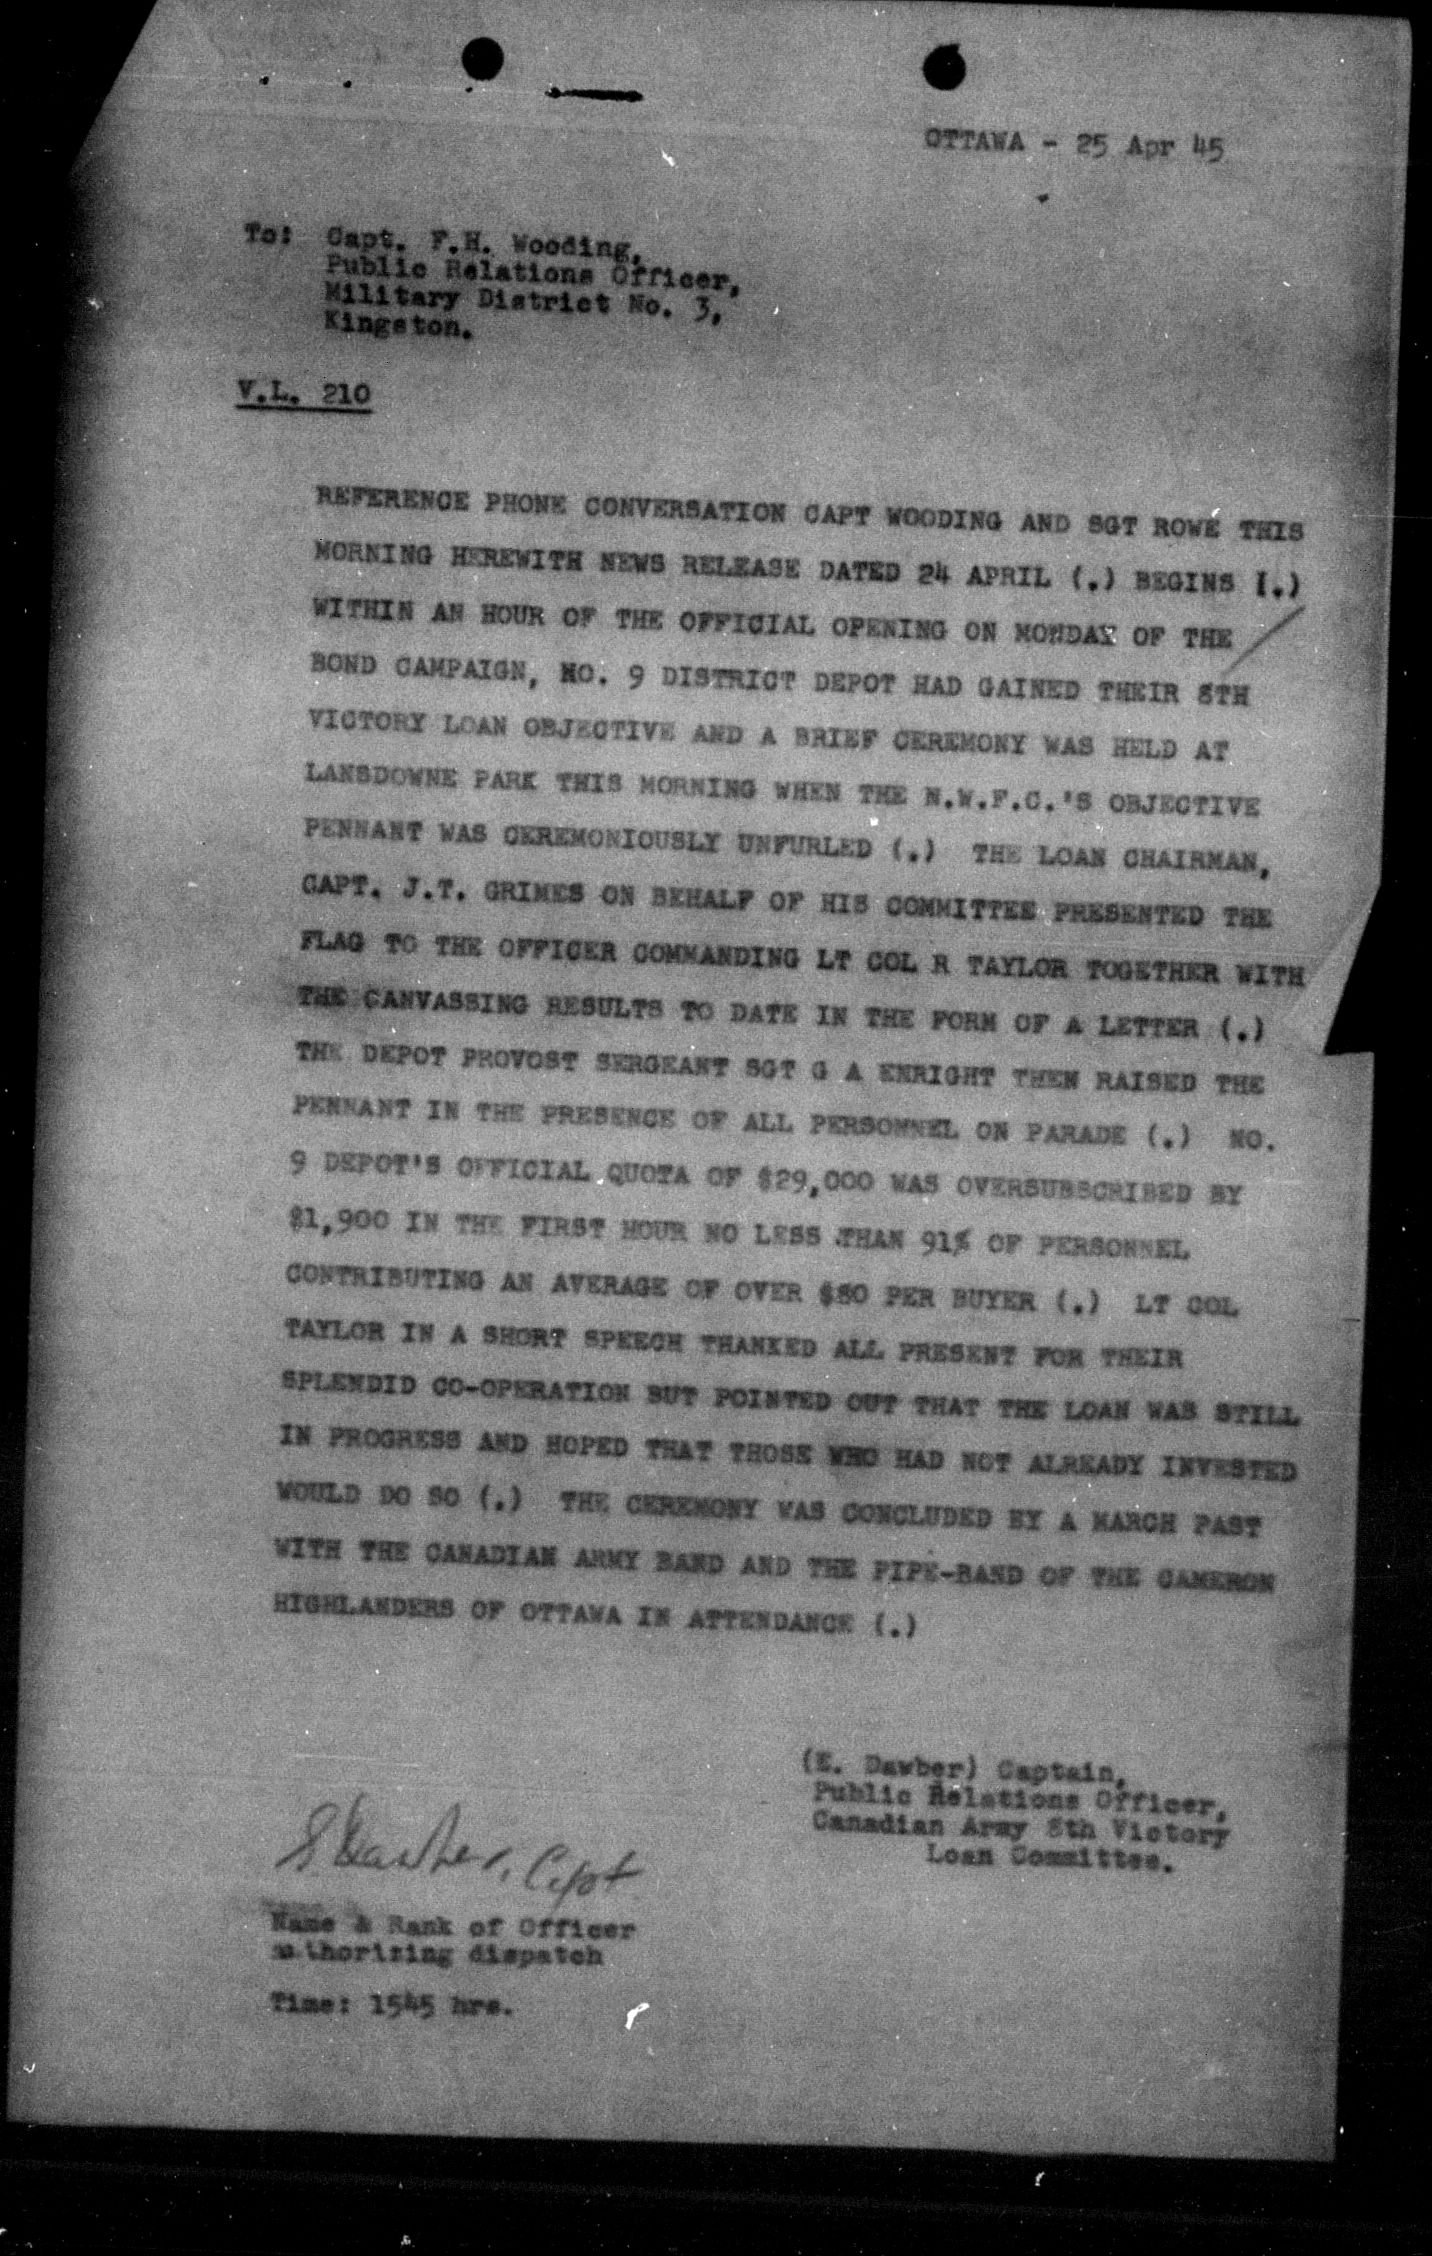 OTTAWA - 25 Apr 45
To: Capt. F.H. Wooding,
Public Relations Officer,
Military District No. 3,
Kingston.
V.L. 210
REFERENCE PHONE CONVERSATION CAPT WOODING AND SGT ROWE THIS
MORNING HEREWITH NEWS RELEASE DATED 24 APRIL (.) BEGINS (.)
WITHIN AN HOUR OF THE OFFICIAL OPENING ON MONDAY OF THE
BOND CAMPAIGN, NO. 9 DISTRICT DEPOT HAD GAINED THEIR 8TH
VICTORY LOAN OBJECTIVE AND A BRIEF CEREMONY WAS HELD AT
LANSDOWNE PARK THIS MORNING WHEN THE N.W.F.C.'S OBJECTIVE
PENNANT WAS CEREMONIOUSLY UNFURLED (.) THE LOAN CHAIRMAN,
CAPT. J.T. GRIMES ON BEHALF OF HIS COMMITTEE PRESENTED THE
FLAG TO THE OFFICER COMMANDING LT COL R TAYLOR TOGETHER WITH
THE CANVASSING RESULTS TO DATE IN THE FORM OF A LETTER (.)
THE DEPOT PROVOST SERGEANT SGT G A ENRIGHT THEN RAISED THE
PENNANT IN THE PRESENCE OF ALL PERSONNEL ON PARADE (.) NO.
9 DEPOT'S OFFICIAL QUOTA OF $29,000 WAS OVERSUBSCRIBED BY
$1,900 IN THE FIRST HOUR NO LESS THAN 91% OF PERSONNEL
CONTRIBUTING AN AVERAGE OF OVER $80 PER BUYER (.) LT COL
TAYLOR IN A SHORT SPEECH THANKED ALL PRESENT FOR THEIR
SPLENDID CO-OPERATION BUT POINTED OUT THAT THE LOAN WAS STILL
IN PROGRESS AND HOPED THAT THOSE WHO HAD NOT ALREADY INVESTED
WOULD DO SO (.) THE CEREMONY WAS CONCLUDED BY A MARCH PAST
WITH THE CANADIAN ARMY BAND AND THE PIPE-BAND OF THE CAMERON
HIGHLANDERS OF OTTAWA IN ATTENDANCE (.)
(E. Dawber) Captain,
Public Relations Officer,
Canadian Army 8th Victory
Loan Committee.
E Dawber, Capt
Name & Rank of Officer
authorizing dispatch
Time: 1545 hrs.